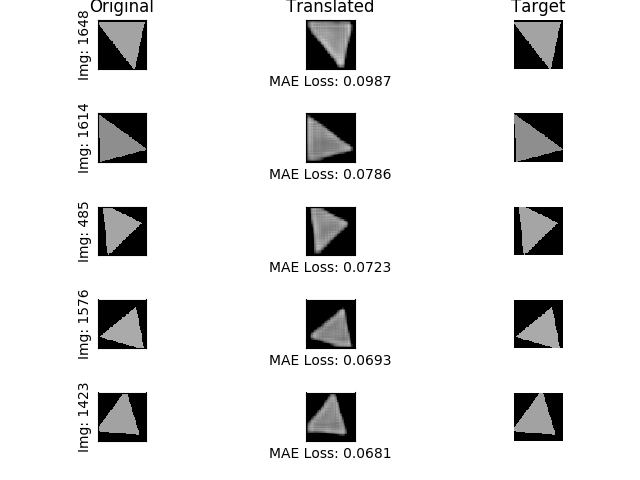 Original Translated Target
Img: 1648
MAE Loss: 0.0987
Img: 1614
MAE Loss: 0.0786
Img: 485
MAE Loss: 0.0723
Img: 1576
MAE Loss: 0.0693
Img: 1423
MAE Loss: 0.0681